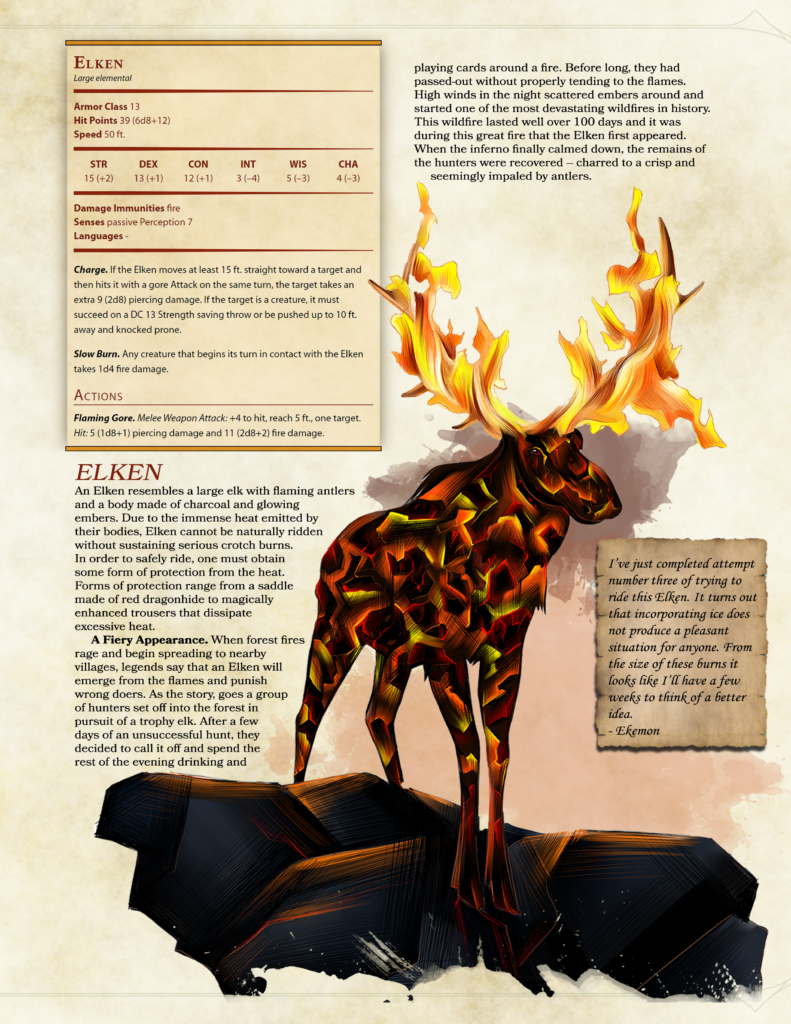 ELKEN
Large elemental
Armor Class 13
Hit Points 39 (6d8+12)
Speed 50 ft.
STR DEX CON INT WIS CHA
15 (+2) 13 (+1) 12 (+1) 3 (–4) 5 (–3) 4 (–3)
Damage Immunities fire
Senses passive Perception 7
Languages -
Charge. If the Elken moves at least 15 ft. straight toward a target and
then hits it with a gore Attack on the same turn, the target takes an
extra 9 (2d8) piercing damage. If the target is a creature, it must
succeed on a DC 13 Strength saving throw or be pushed up to 10 ft.
away and knocked prone.
Slow Burn. Any creature that begins its turn in contact with the Elken
takes 1d4 fire damage.
ACTIONS
Flaming Gore. Melee Weapon Attack: +4 to hit, reach 5 ft., one target.
Hit: 5 (1d8+1) piercing damage and 11 (2d8+2) fire damage.
ELKEN
An Elken resembles a large elk with flaming antlers
and a body made of charcoal and glowing
embers. Due to the immense heat emitted by
their bodies, Elken cannot be naturally ridden
without sustaining serious crotch burns.
In order to safely ride, one must obtain
some form of protection from the heat.
Forms of protection range from a saddle
made of red dragonhide to magically
enhanced trousers that dissipate
excessive heat.
A Fiery Appearance. When forest fires
rage and begin spreading to nearby
villages, legends say that an Elken will
emerge from the flames and punish
wrong doers. As the story, goes a group
of hunters set off into the forest in
pursuit of a trophy elk. After a few
days of an unsuccessful hunt, they
decided to call it off and spend the
rest of the evening drinking and
playing cards around a fire. Before long, they had
passed-out without properly tending to the flames.
High winds in the night scattered embers around and
started one of the most devastating wildfires in history.
This wildfire lasted well over 100 days and it was
during this great fire that the Elken first appeared.
When the inferno finally calmed down, the remains of
the hunters were recovered – charred to a crisp and
seemingly impaled by antlers.
I've just completed attempt
number three of trying to
ride this Elken. It turns out
that incorporating ice does
not produce a pleasant
situation for anyone. From
the size of these burns it
looks like I'll have a few
weeks to think of a better
idea.
- Ekemon